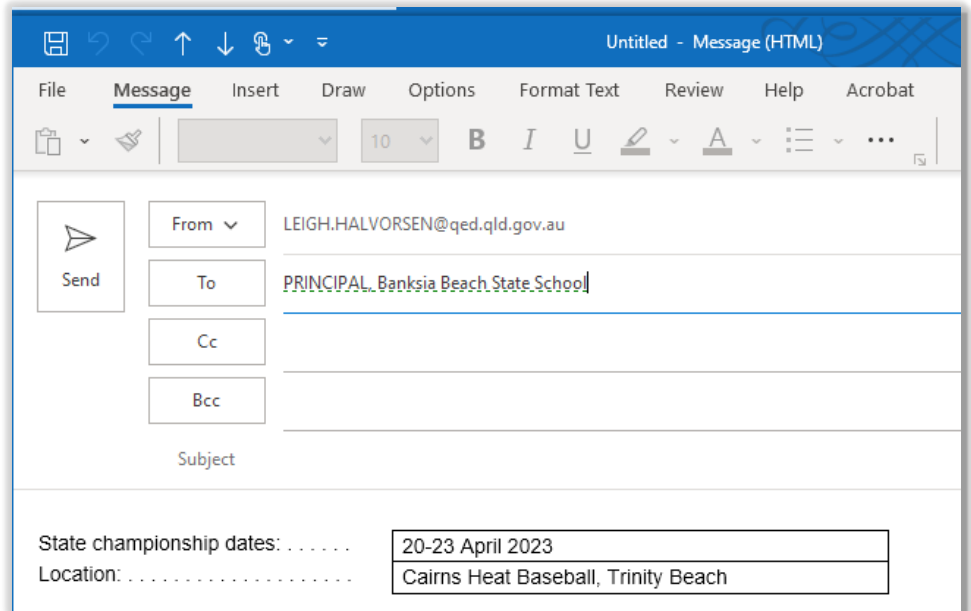 Untitled - Message (HTML)
File Message Insert Draw Options Format Text Review Help Acrobat
10 B I U A
From LEIGH.HALVORSEN@qed.qld.gov.au
Send To PRINCIPAL, Banksia Beach State School
Cc
Bcc
Subject
State championship dates: . . . . . . 20-23 April 2023
Location: . . . . . . . . . . . . . . . . . . . . Cairns Heat Baseball, Trinity Beach